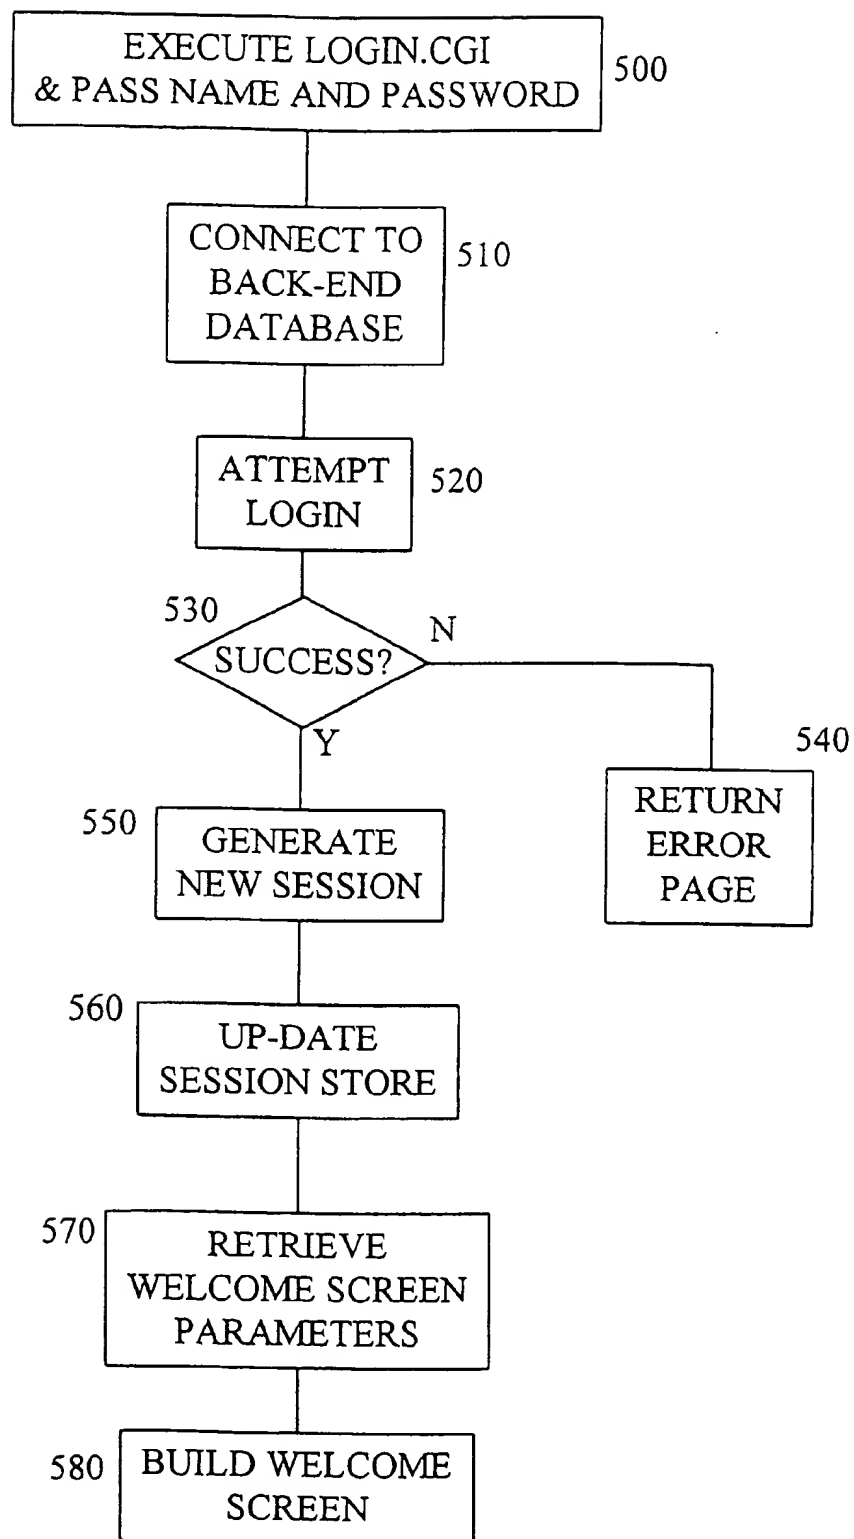 EXECUTE LOGIN.CGI
& PASS NAME AND PASSWORD
500
CONNECT TO
BACK-END
DATABASE
510
ATTEMPT
LOGIN
520
530
SUCCESS?
N
Y
540
RETURN
ERROR
PAGE
550
GENERATE
NEW SESSION
560
UP-DATE
SESSION STORE
570
RETRIEVE
WELCOME SCREEN
PARAMETERS
580
BUILD WELCOME
SCREEN